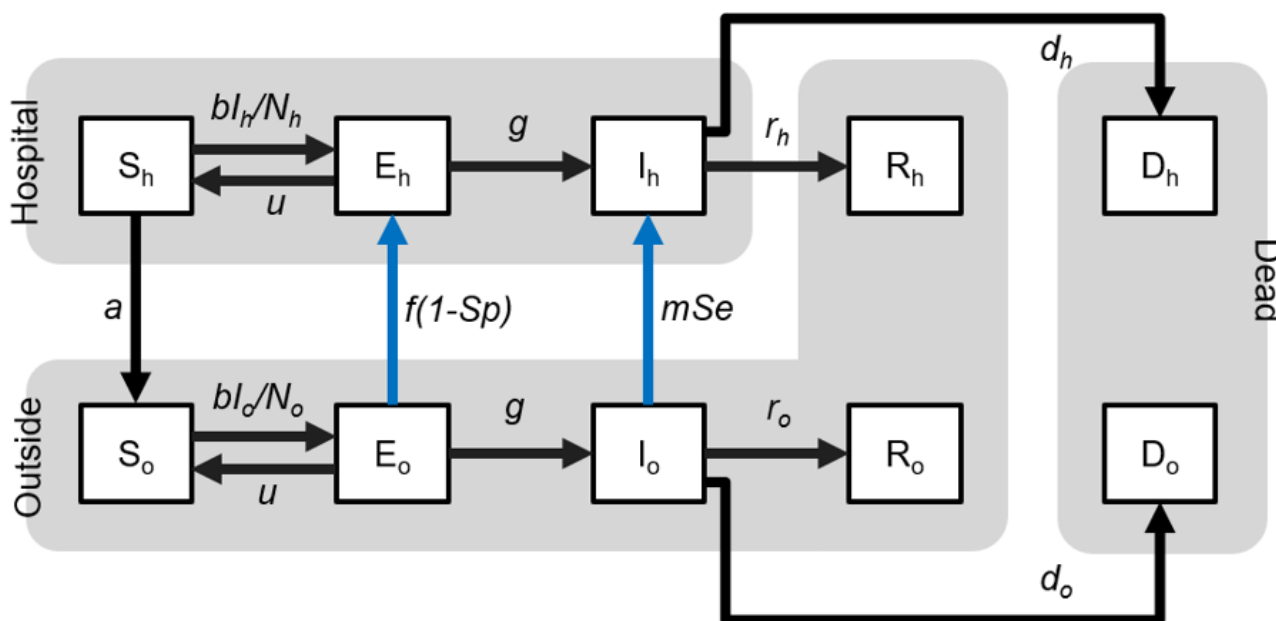 d_h
Hospital
bI_h/N_h
g
r_h
S_h
E_h
I_h
R_h
D_h
u
a
f(1-Sp)
mSe
Dead
Outside
bI_o/N_o
g
r_o
S_o
E_o
I_o
R_o
D_o
u
d_o